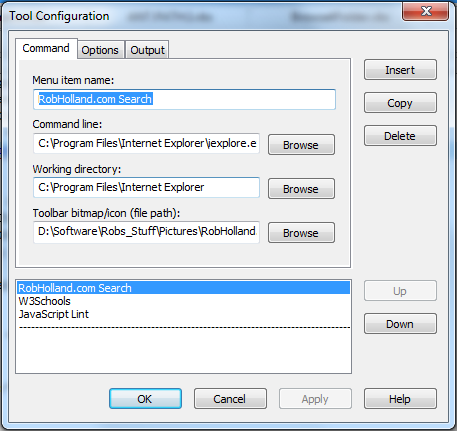 Tool Configuration
Command Options Output
Menu item name:
RobHolland.com Search
Command line:
C:\Program Files\Internet Explorer\iexplore.e
Browse
Working directory:
C:\Program Files\Internet Explorer
Browse
Toolbar bitmap/icon (file path):
D:\Software\Robs_Stuff\Pictures\RobHolland
Browse
Insert
Copy
Delete
RobHolland.com Search
W3Schools
JavaScript Lint
Up
Down
OK Cancel Apply Help